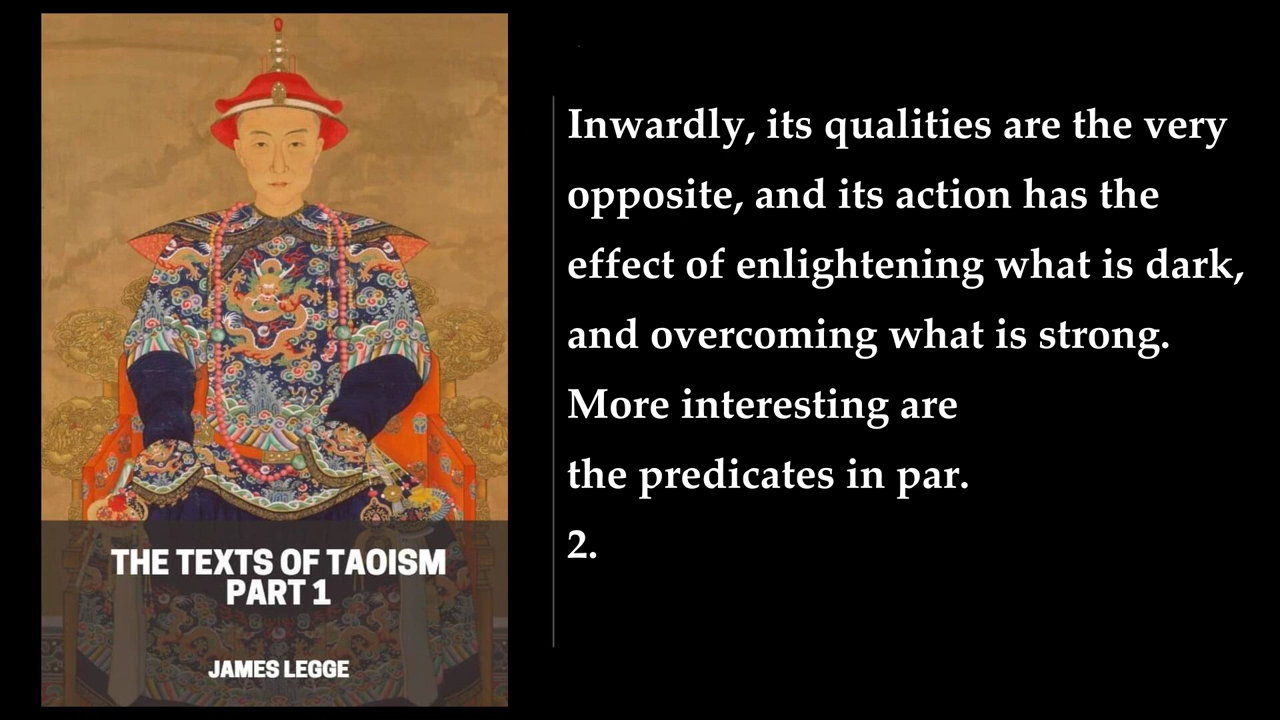 THE TEXTS OF TAOISM
PART 1
JAMES LEGGE
Inwardly, its qualities are the very
opposite, and its action has the
effect of enlightening what is dark,
and overcoming what is strong.
More interesting are
the predicates in par.
2.